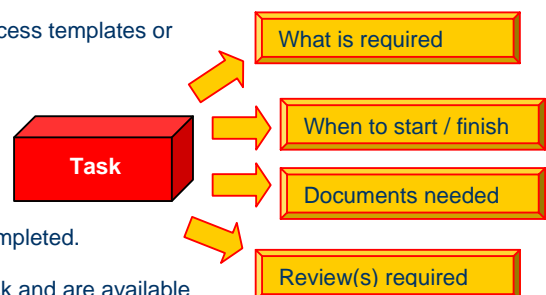 cess templates or
What is required
When to start / finish
Task
Documents needed
mpleted.
Review(s) required
k and are available